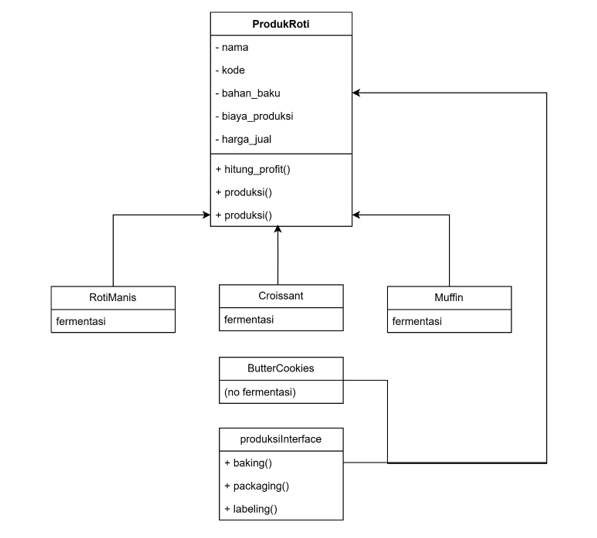 ProdukRoti
- nama
- kode
- bahan_baku
- biaya_produksi
- harga_jual
+ hitung_profit()
+ produksi()
+ produksi()
RotiManis
fermentasi
Croissant
fermentasi
Muffin
fermentasi
ButterCookies
(no fermentasi)
produksiInterface
+ baking()
+ packaging()
+ labeling()